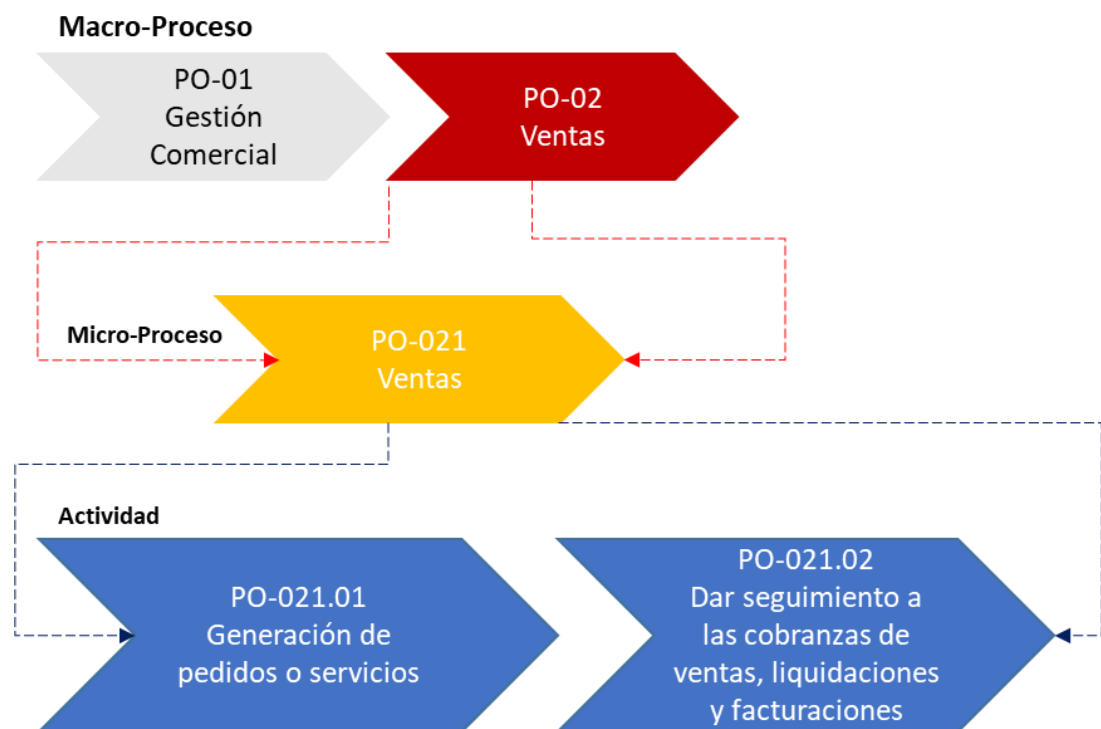 Macro-Proceso
PO-01
Gestión
Comercial
PO-02
Ventas
Micro-Proceso
PO-021
Ventas
Actividad
PO-021.01
Generación de
pedidos o servicios
PO-021.02
Dar seguimiento a
las cobranzas de
ventas, liquidaciones
y facturaciones